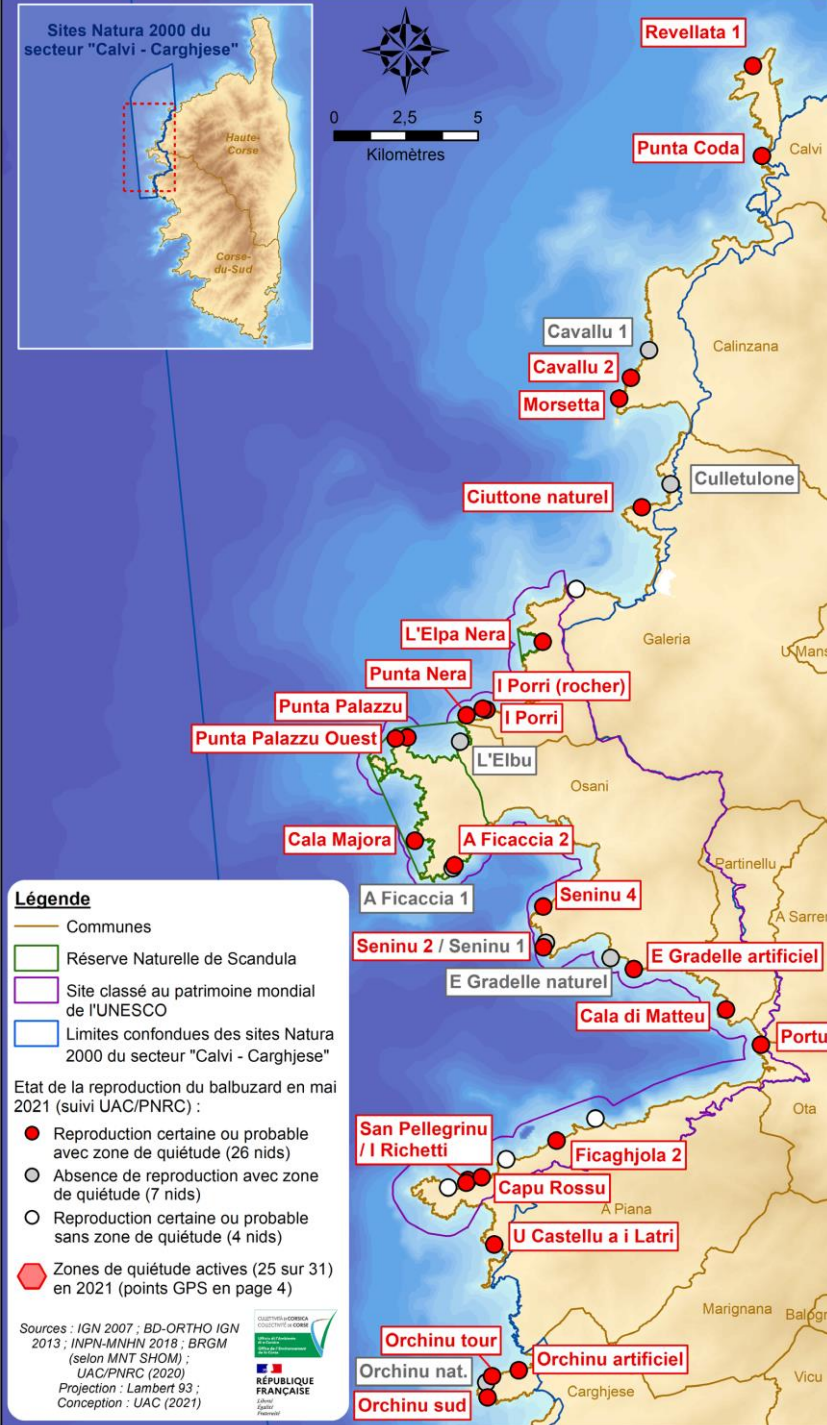 Sites Natura 2000 du
secteur "Calvi - Carghjese"
Haute-
Corse
Corse-
du-Sud
0 2,5 5
Kilomètres
Revellata 1
Punta Coda
Calvi
Cavallu 1
Calinzana
Cavallu 2
Morsetta
Culletulone
Ciuttone naturel
L'Elpa Nera
Galeria
U Mans
Punta Nera
I Porri (rocher)
Punta Palazzu
I Porri
Punta Palazzu Ouest
L'Elbu
Osani
Cala Majora
A Ficaccia 2
Partinellu
A Ficaccia 1
Seninu 4
A Sarrer
Seninu 2 / Seninu 1
E Gradelle artificiel
E Gradelle naturel
Cala di Matteu
Portu
Ota
San Pellegrinu
/ I Richetti
Ficaghjola 2
Capu Rossu
A Piana
U Castellu a i Latri
Marignana
Balogn
Orchinu tour
Orchinu artificiel
Orchinu nat.
Carghjese
Vicu
Orchinu sud
Légende
Communes
Réserve Naturelle de Scandula
Site classé au patrimoine mondial
de l'UNESCO
Limites confondues des sites Natura
2000 du secteur "Calvi - Carghjese"
Etat de la reproduction du balbuzard en mai
2021 (suivi UAC/PNRC) :
Reproduction certaine ou probable
avec zone de quiétude (26 nids)
Absence de reproduction avec zone
de quiétude (7 nids)
Reproduction certaine ou probable
sans zone de quiétude (4 nids)
Zones de quiétude actives (25 sur 31)
en 2021 (points GPS en page 4)
Sources : IGN 2007 ; BD-ORTHO IGN
2013 ; INPN-MNHN 2018 ; BRGM
(selon MNT SHOM) ;
UAC/PNRC (2020)
Projection : Lambert 93 ;
Conception : UAC (2021)
RÉPUBLIQUE
FRANÇAISE
Liberté
Égalité
Fraternité